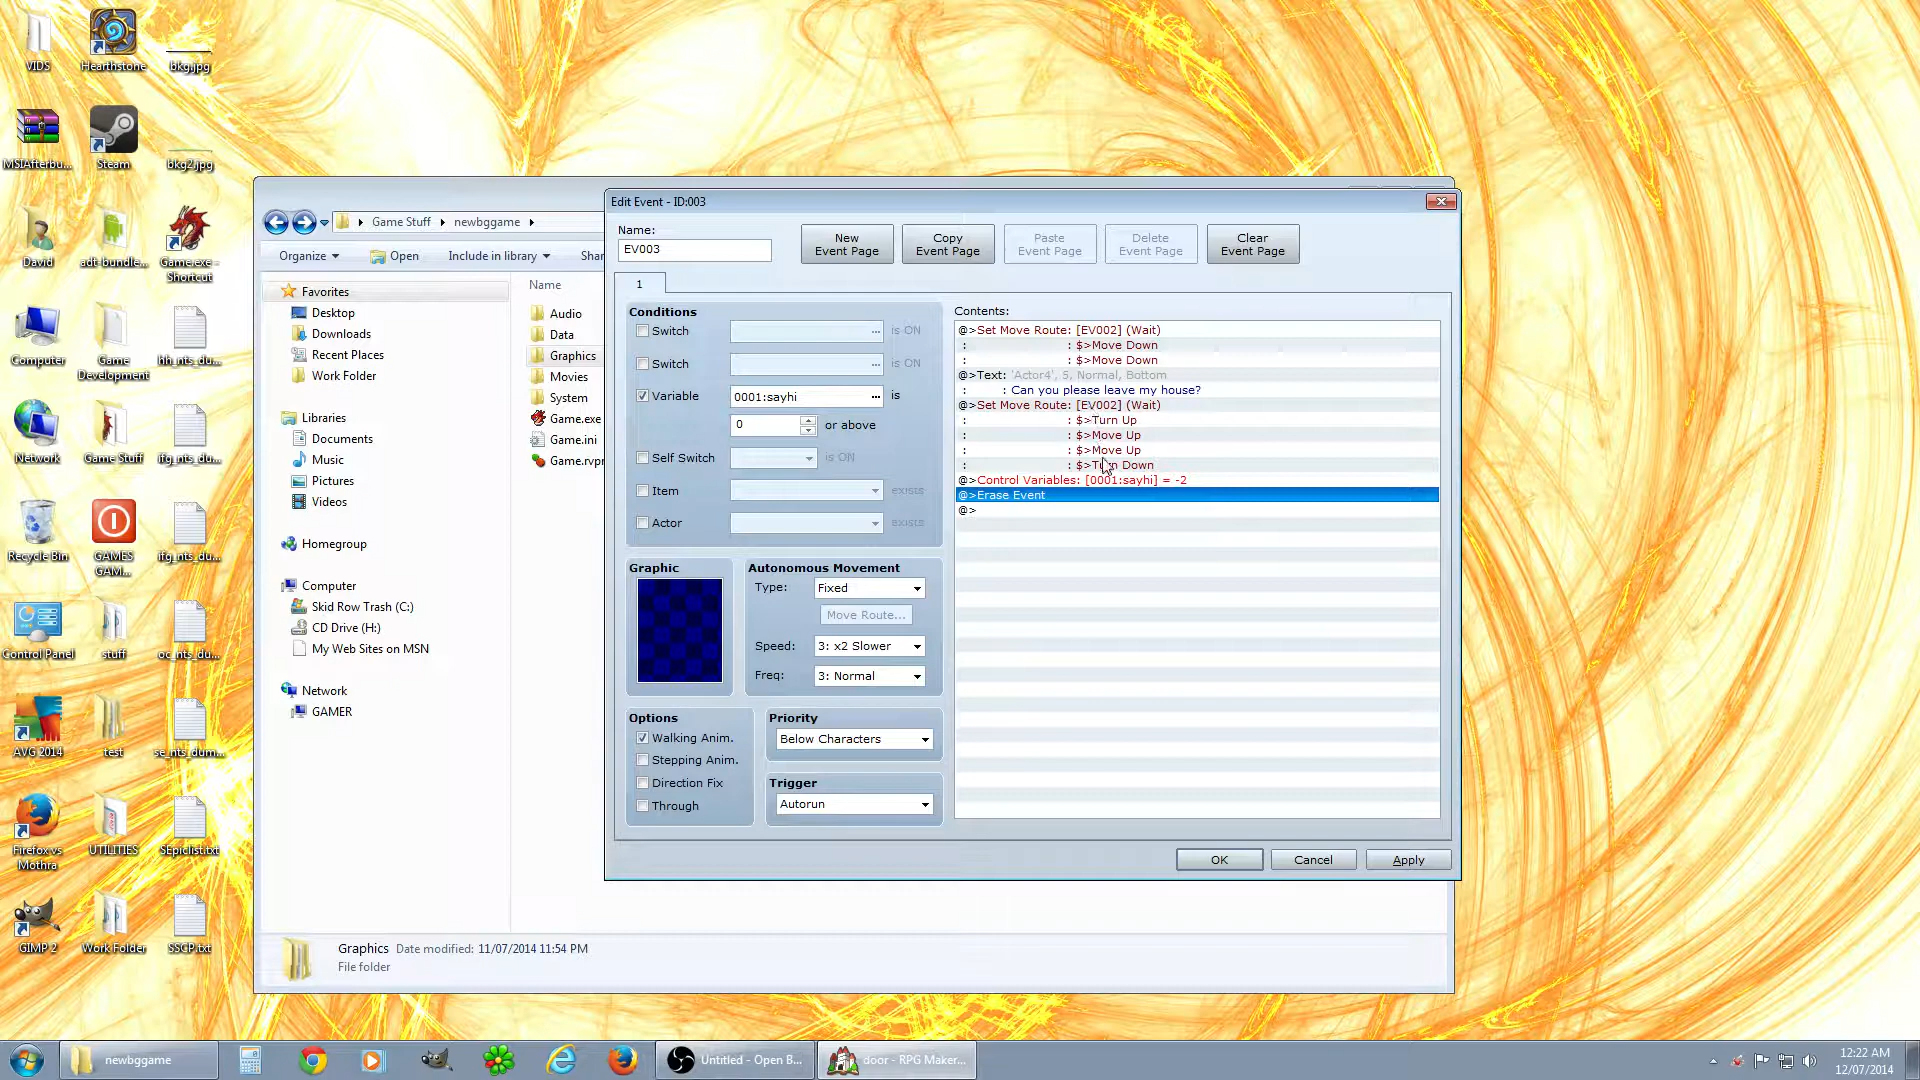 VIDS
Hearthstone
bkg.jpg
MSIAfterbu...
Steam
bkg2.jpg
David
adt-bundle...
Game.exe - Shortcut
Computer
Game Development
hh_nts_du...
Network
Game Stuff
ifg_nts_du...
Recycle Bin
GAMES GAM...
ifg_nts_du...
Control Panel
stuff
oc_nts_du...
AVG 2014
test
se_nts_dum...
Firefox vs Mothra
UTILITIES
SEpiclist.txt
GIMP 2
Work Folder
SSGP.txt
Game Stuff
newbggame
Organize
Open
Include in library
Shar
Favorites
Desktop
Downloads
Recent Places
Work Folder
Libraries
Documents
Music
Pictures
Videos
Homegroup
Computer
Skid Row Trash (C:)
CD Drive (H:)
My Web Sites on MSN
Network
GAMER
Name
Audio
Data
Graphics
Movies
System
Game.exe
Game.ini
Game.rvpr
Graphics Date modified: 11/07/2014 11:54 PM
File folder
Edit Event - ID:003
Name:
EV003
New Event Page
Copy Event Page
Paste Event Page
Delete Event Page
Clear Event Page
1
Conditions
Switch ... is ON
Switch ... is ON
Variable 0001:sayhi ... is
0 or above
Self Switch is ON
Item exists
Actor exists
Graphic
Autonomous Movement
Type: Fixed
Move Route...
Speed: 3: x2 Slower
Freq: 3: Normal
Options
Walking Anim.
Stepping Anim.
Direction Fix
Through
Priority
Below Characters
Trigger
Autorun
Contents:
@>Set Move Route: [EV002] (Wait)
: : $>Move Down
: : $>Move Down
@>Text: 'Actor4', 5, Normal, Bottom
: : Can you please leave my house?
@>Set Move Route: [EV002] (Wait)
: : $>Turn Up
: : $>Move Up
: : $>Move Up
: : $>Turn Down
@>Control Variables: [0001:sayhi] = -2
@>Erase Event
@>
OK
Cancel
Apply
newbggame
Untitled - Open B...
door - RPG Maker...
12:22 AM
12/07/2014